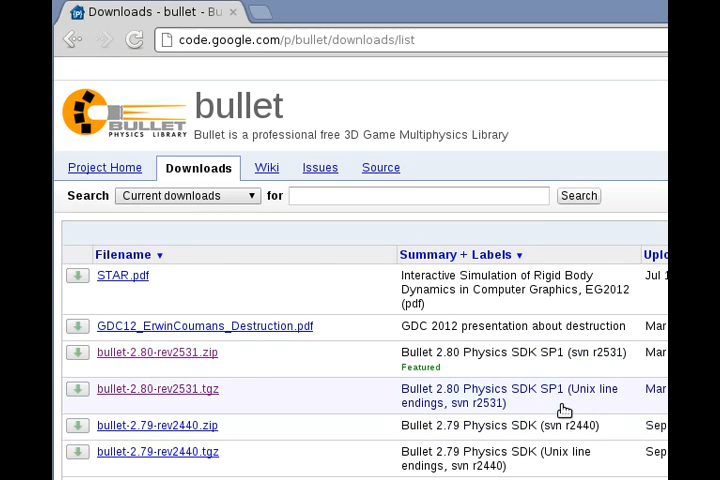 Downloads - bullet - Bu
code.google.com/p/bullet/downloads/list
BULLET
PHYSICS LIBRARY
bullet
Bullet is a professional free 3D Game Multiphysics Library
Project Home Downloads Wiki Issues Source
Search Current downloads for Search
Filename Summary + Labels Uplo
STAR.pdf Interactive Simulation of Rigid Body Jul 1
Dynamics in Computer Graphics, EG2012
(pdf)
GDC12_ErwinCoumans_Destruction.pdf GDC 2012 presentation about destruction Mar
bullet-2.80-rev2531.zip Bullet 2.80 Physics SDK SP1 (svn r2531) Mar
Featured
bullet-2.80-rev2531.tgz Bullet 2.80 Physics SDK SP1 (Unix line Mar
endings, svn r2531)
bullet-2.79-rev2440.zip Bullet 2.79 Physics SDK (svn r2440) Sep
bullet-2.79-rev2440.tgz Bullet 2.79 Physics SDK (Unix line Sep
endings, svn r2440)